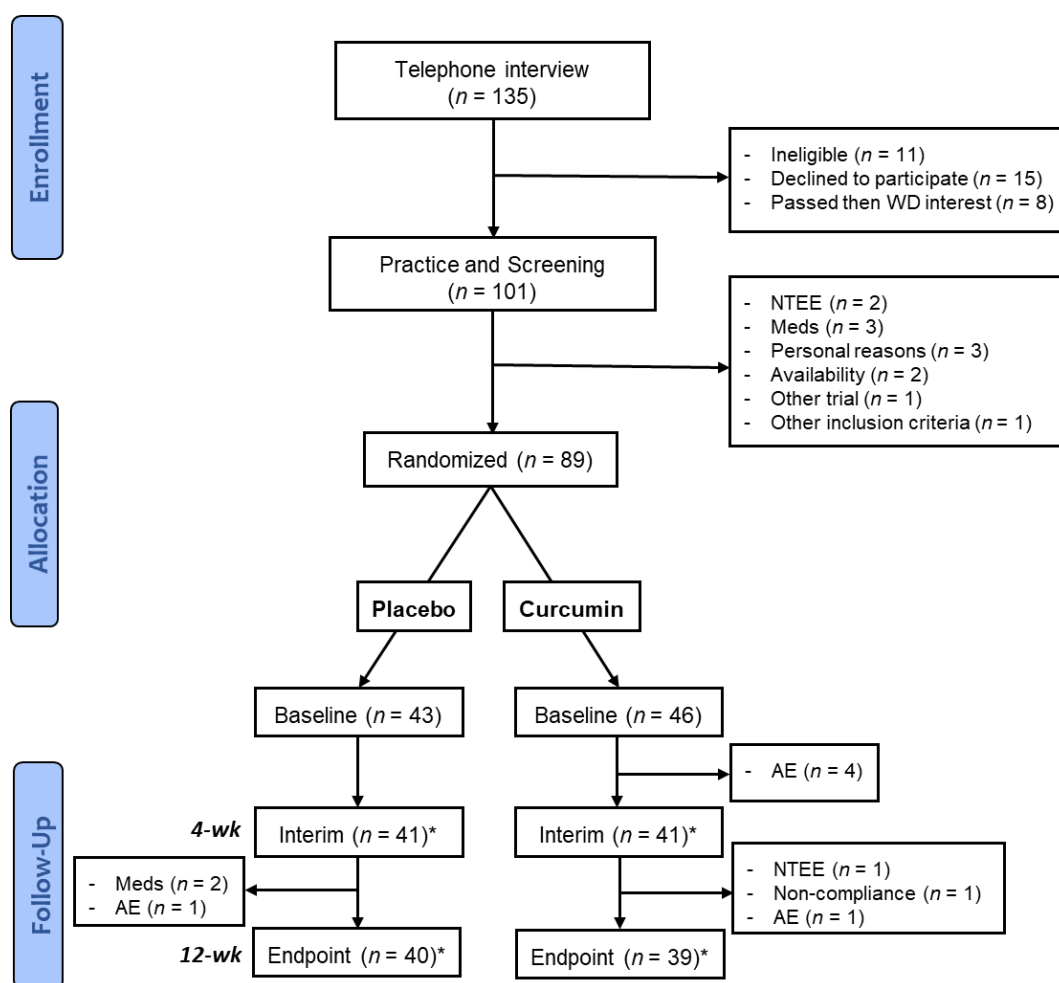 Enrollment
Telephone interview
(n = 135)
- Ineligible (n = 11)
- Declined to participate (n = 15)
- Passed then WD interest (n = 8)
Practice and Screening
(n = 101)
- NTEE (n = 2)
- Meds (n = 3)
- Personal reasons (n = 3)
- Availability (n = 2)
- Other trial (n = 1)
- Other inclusion criteria (n = 1)
Allocation
Randomized (n = 89)
Placebo
Curcumin
Baseline (n = 43)
Baseline (n = 46)
- AE (n = 4)
Follow-Up
4-wk
Interim (n = 41)*
Interim (n = 41)*
- Meds (n = 2)
- AE (n = 1)
- NTEE (n = 1)
- Non-compliance (n = 1)
- AE (n = 1)
12-wk
Endpoint (n = 40)*
Endpoint (n = 39)*